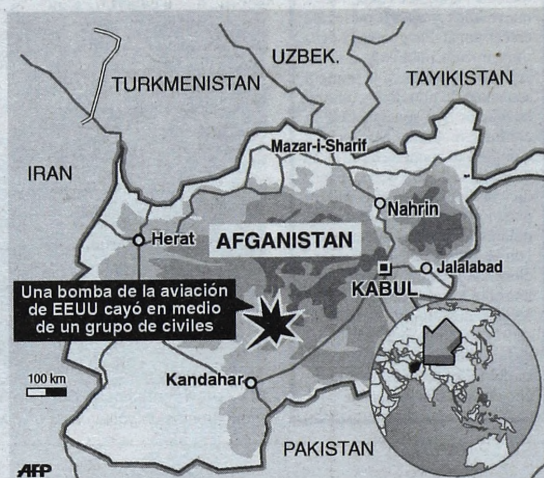 UZBEK.
TURKMENISTAN
TAYIKISTAN
Mazar-i-Sharif
IRAN
Nahrin
Herat
AFGANISTAN
Jalalabad
KABUL
Una bomba de la aviación
de EEUU cayó en medio
de un grupo de civiles
100 km
Kandahar
PAKISTAN
AFP